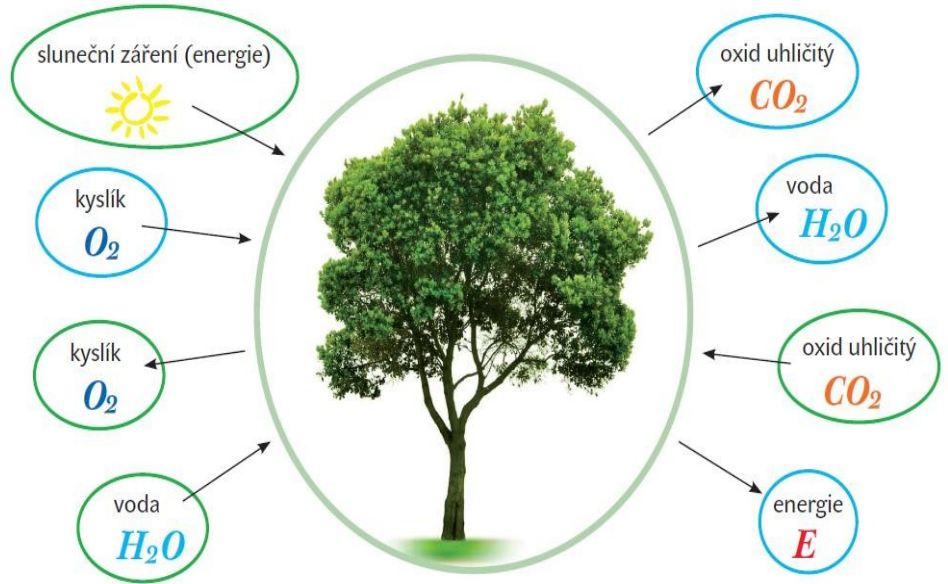 sluneční záření (energie)
kyslík
O₂
kyslík
O₂
voda
H₂O
oxid uhličitý
CO₂
voda
H₂O
oxid uhličitý
CO₂
energie
E